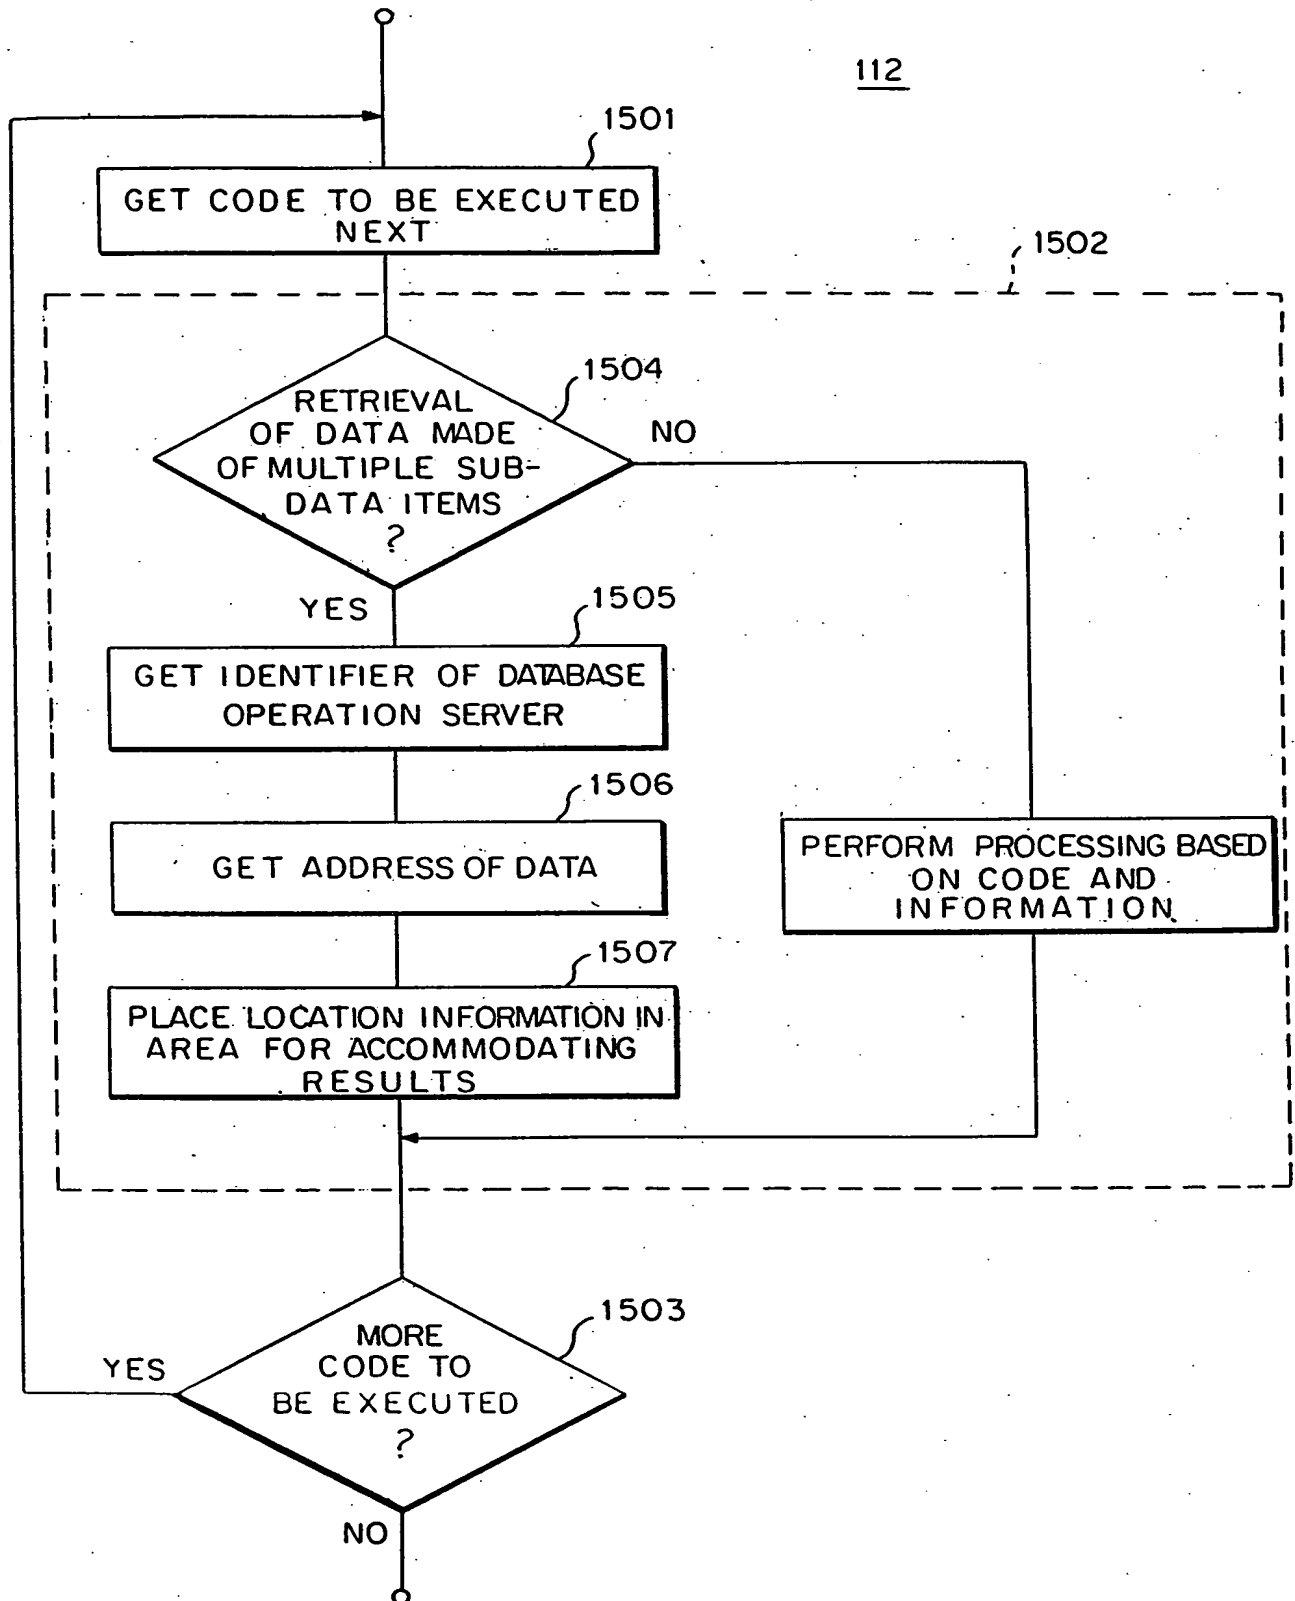 112
1501
GET CODE TO BE EXECUTED
NEXT
1502
1504
RETRIEVAL
OF DATA MADE
OF MULTIPLE SUB-
DATA ITEMS
?
NO
YES
1505
GET IDENTIFIER OF DATABASE
OPERATION SERVER
1506
GET ADDRESS OF DATA
PERFORM PROCESSING BASED
ON CODE AND
INFORMATION
1507
PLACE LOCATION INFORMATION IN
AREA FOR ACCOMMODATING
RESULTS
1503
MORE
CODE TO
BE EXECUTED
?
YES
NO